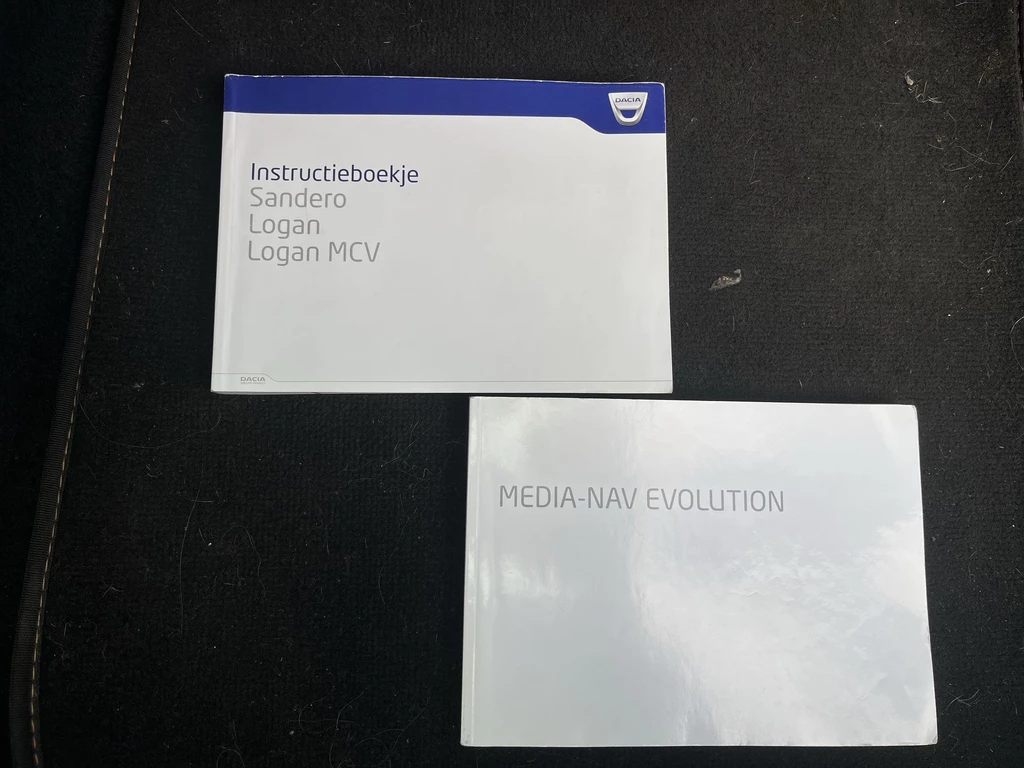 DACIA
Instructieboekje
Sandero
Logan
Logan MCV
DACIA
MEDIA-NAV EVOLUTION